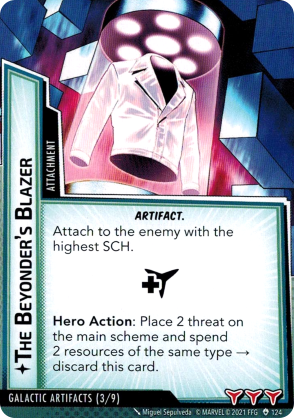 THE BEYONDER'S BLAZER
ATTACHMENT
ARTIFACT.
Attach to the enemy with the
highest SCH.
+
Hero Action: Place 2 threat on
the main scheme and spend
2 resources of the same type →
discard this card.
GALACTIC ARTIFACTS (3/9)
Miguel Sepulveda © MARVEL © 2021 FFG 124